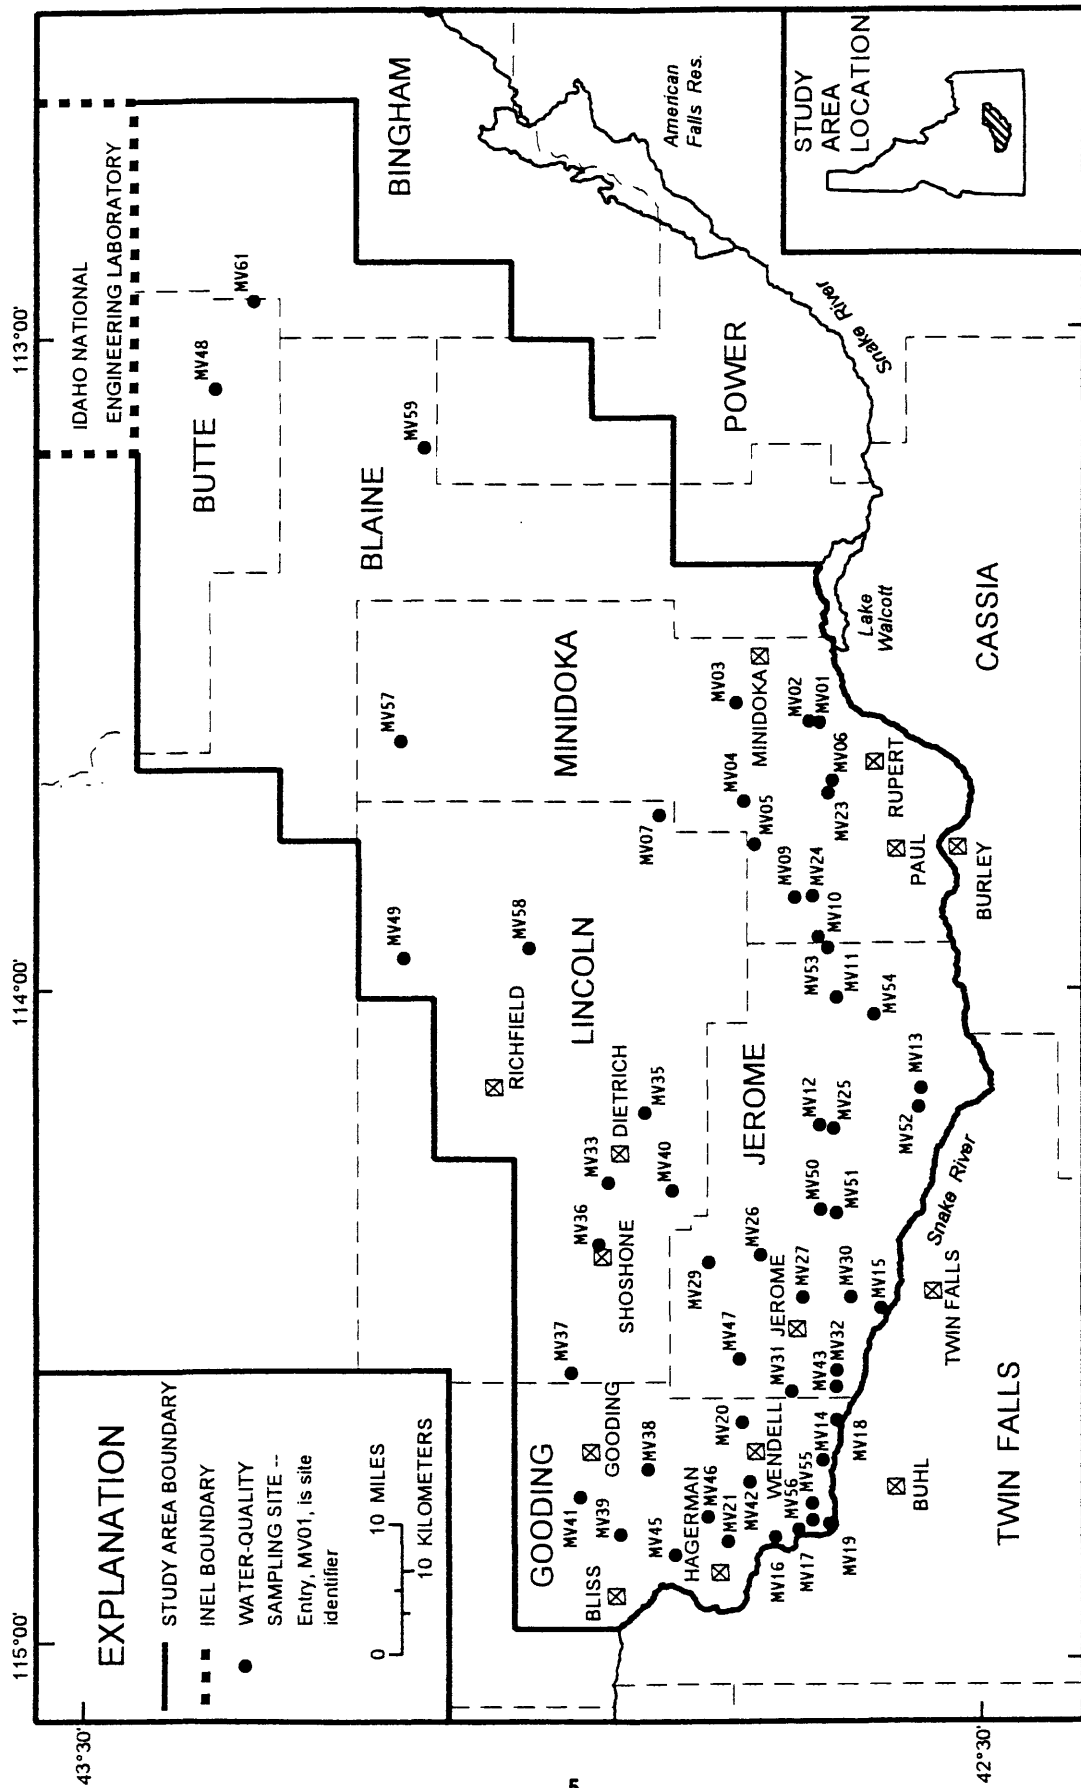 115°00'
114°00'
113°00'
43°30'
42°30'
EXPLANATION
STUDY AREA BOUNDARY
INEL BOUNDARY
WATER-QUALITY
SAMPLING SITE --
Entry, MV01, is site
identifier
0
10 MILES
10 KILOMETERS
IDAHO NATIONAL
ENGINEERING LABORATORY
MV48
MV61
BUTTE
BINGHAM
MV59
BLAINE
MV57
MV49
MV58
RICHFIELD
MINIDOKA
LINCOLN
MV07
American
Falls Res.
POWER
Snake River
STUDY
AREA
LOCATION
GOODING
MV37
MV36
MV33
SHOSHONE
DIETRICH
MV35
MV40
MV41
GOODING
MV39
MV38
BLISS
MV45
HAGERMAN
MV46
MV21
MV20
MV42
WENDELL
MV47
MV29
MV26
JEROME
MV31
JEROME
MV27
MV04
MV03
MV05
MINIDOKA
MV02
MV01
MV09
MV24
MV06
MV23
MV10
MV53
MV11
MV54
MV12
MV25
MV50
MV51
MV30
MV15
MV32
MV43
MV14
MV18
MV55
MV56
MV16
MV17
MV19
MV52
MV13
RUPERT
PAUL
BURLEY
Lake
Walcott
CASSIA
Snake River
TWIN FALLS
BUHL
TWIN FALLS
5